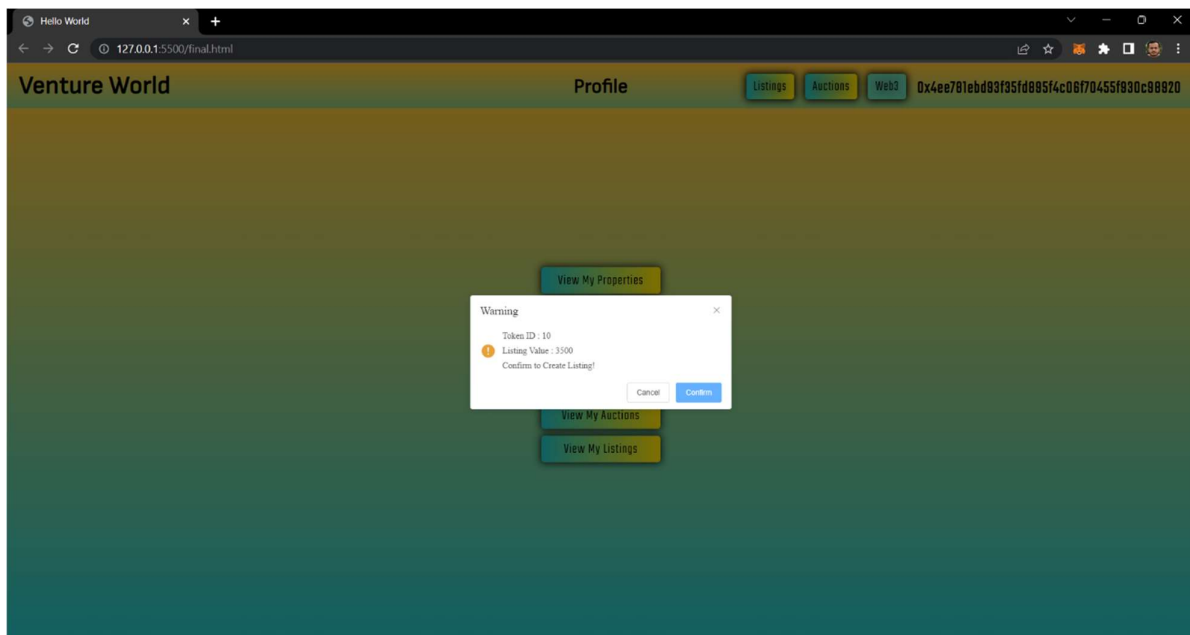 Hello World
127.0.0.1:5500/final.html
Venture World
Profile
Listings
Auctions
Web3
0x4ee781ebd93f35fd895f4c06f70455f930c98920
View My Properties
Warning
Token ID : 10
Listing Value : 3500
Confirm to Create Listing!
Cancel
Confirm
View My Auctions
View My Listings